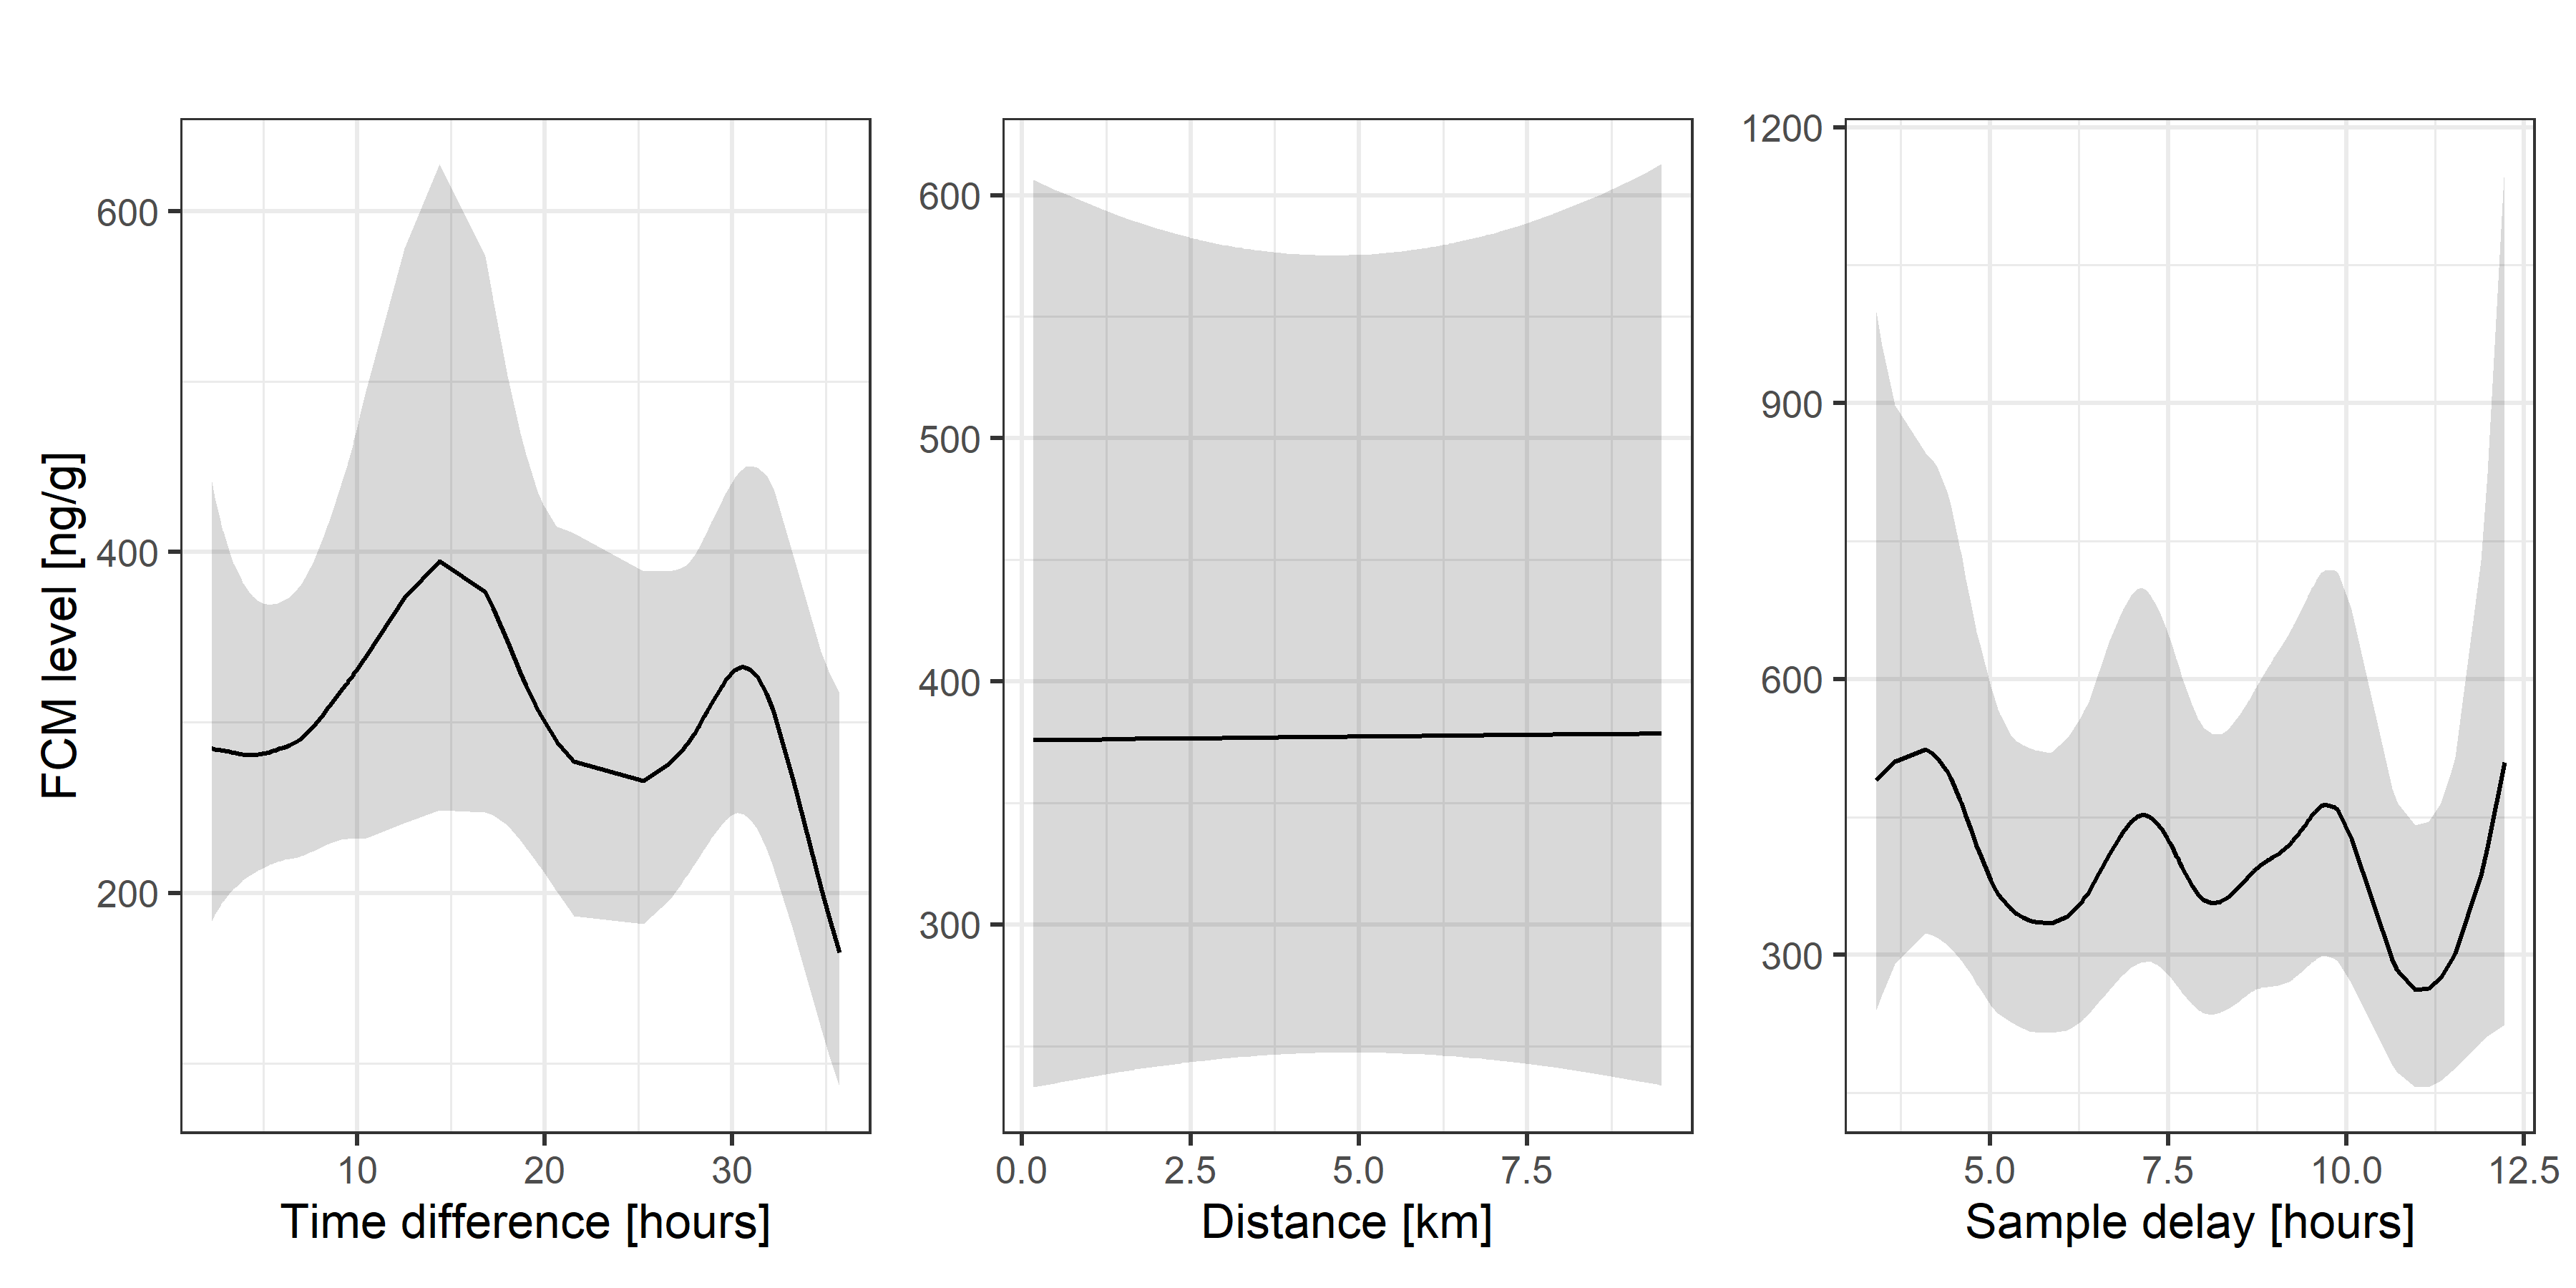 FCM level [ng/g]
600
400
200
10 20 30
Time difference [hours]
600
500
400
300
0.0 2.5 5.0 7.5
Distance [km]
1200
900
600
300
5.0 7.5 10.0 12.5
Sample delay [hours]